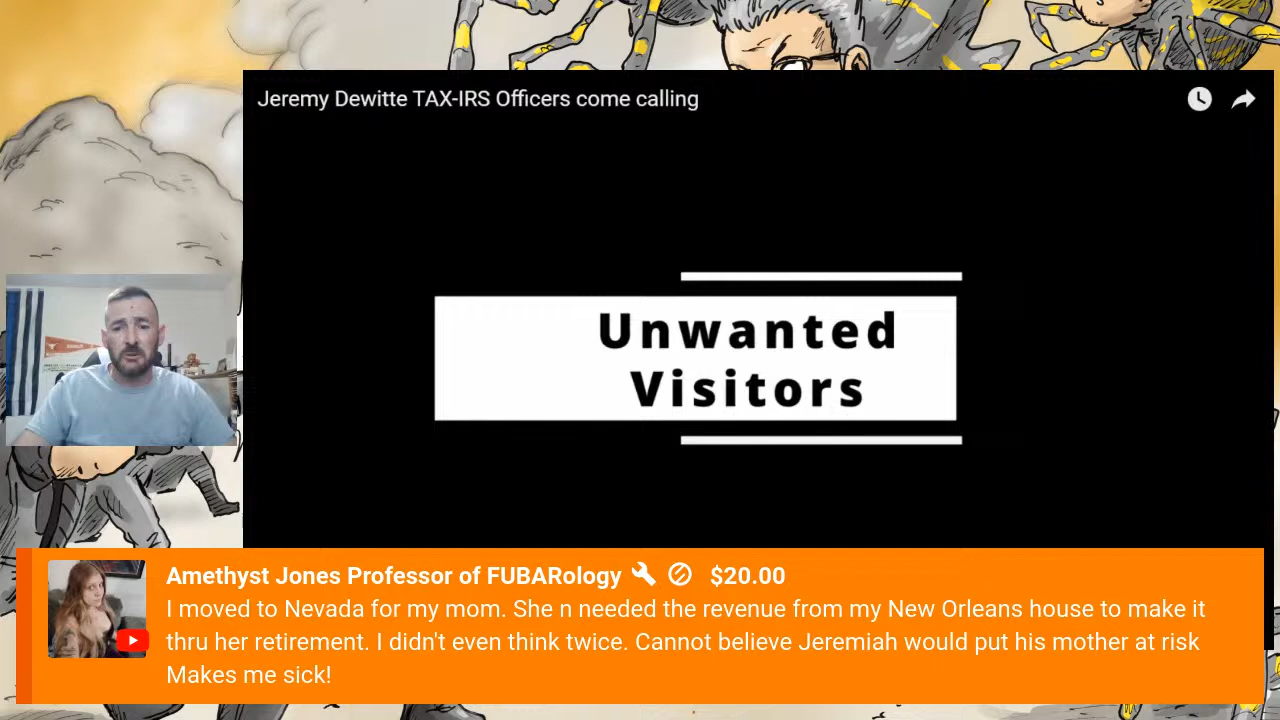 Jeremy Dewitte TAX-IRS Officers come calling
Unwanted
Visitors
Amethyst Jones Professor of FUBARology $20.00
I moved to Nevada for my mom. She n needed the revenue from my New Orleans house to make it
thru her retirement. I didn't even think twice. Cannot believe Jeremiah would put his mother at risk
Makes me sick!